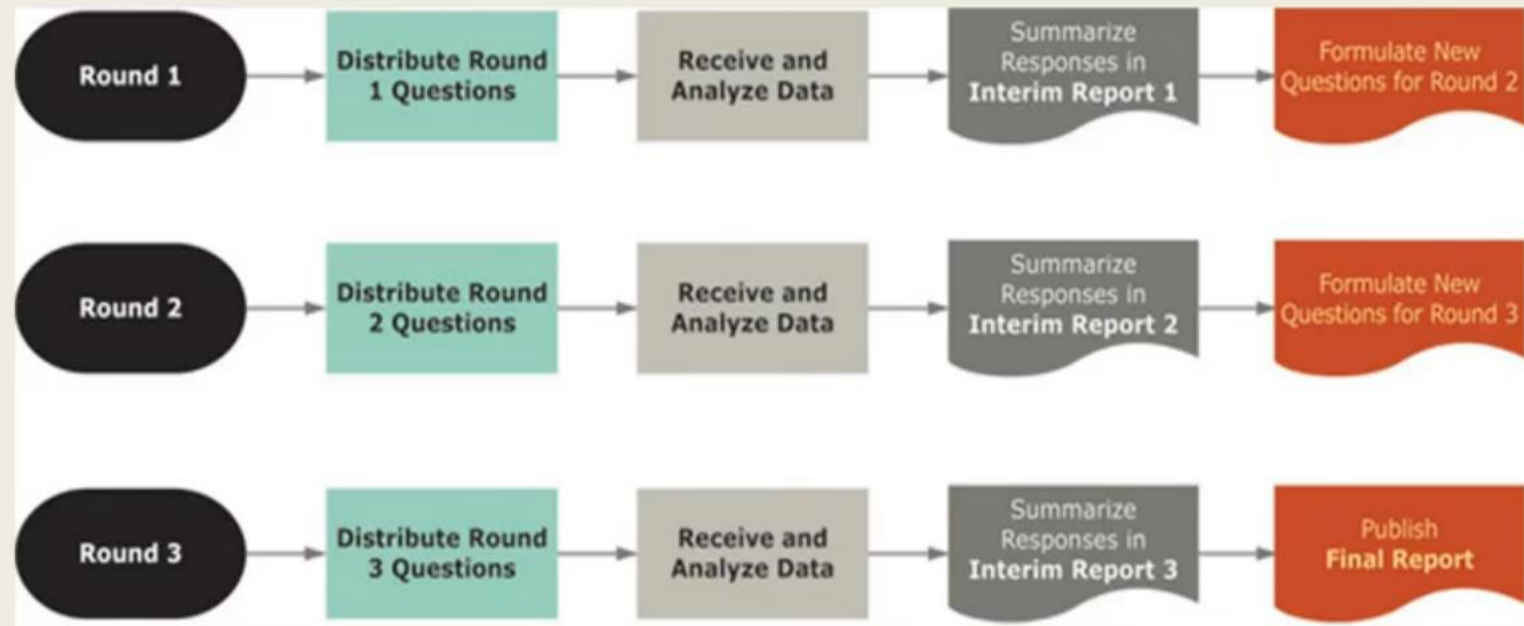 Round 1
Distribute Round
1 Questions
Receive and
Analyze Data
Summarize
Responses in
Interim Report 1
Formulate New
Questions for Round 2
Round 2
Distribute Round
2 Questions
Receive and
Analyze Data
Summarize
Responses in
Interim Report 2
Formulate New
Questions for Round 3
Round 3
Distribute Round
3 Questions
Receive and
Analyze Data
Summarize
Responses in
Interim Report 3
Publish
Final Report